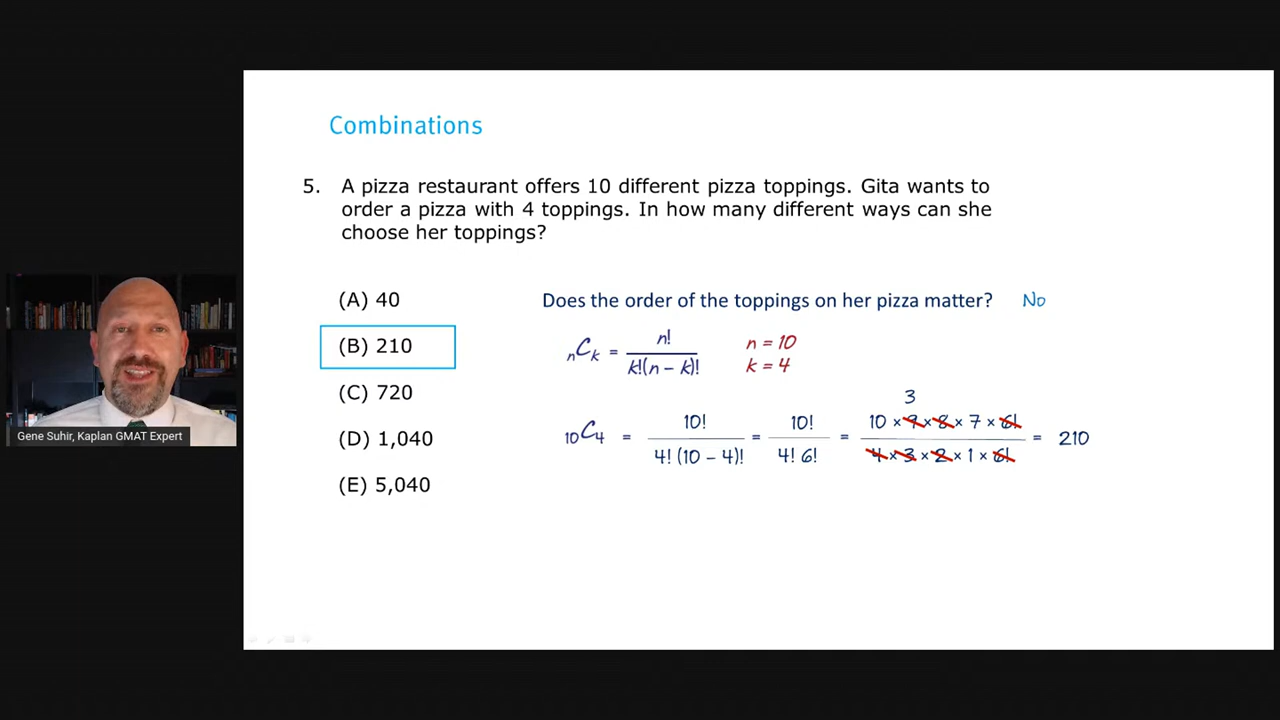 Combinations
5. A pizza restaurant offers 10 different pizza toppings. Gita wants to
order a pizza with 4 toppings. In how many different ways can she
choose her toppings?
(A) 40
(B) 210
(C) 720
(D) 1,040
(E) 5,040
Does the order of the toppings on her pizza matter? No
nCk = n! / k!(n − k)!
n = 10
k = 4
10C4 = 10! / 4! (10 − 4)! = 10! / 4! 6! = 10 × 9 × 8 × 7 × 6! / 4 × 3 × 2 × 1 × 6! = 210
3
Gene Suhir, Kaplan GMAT Expert